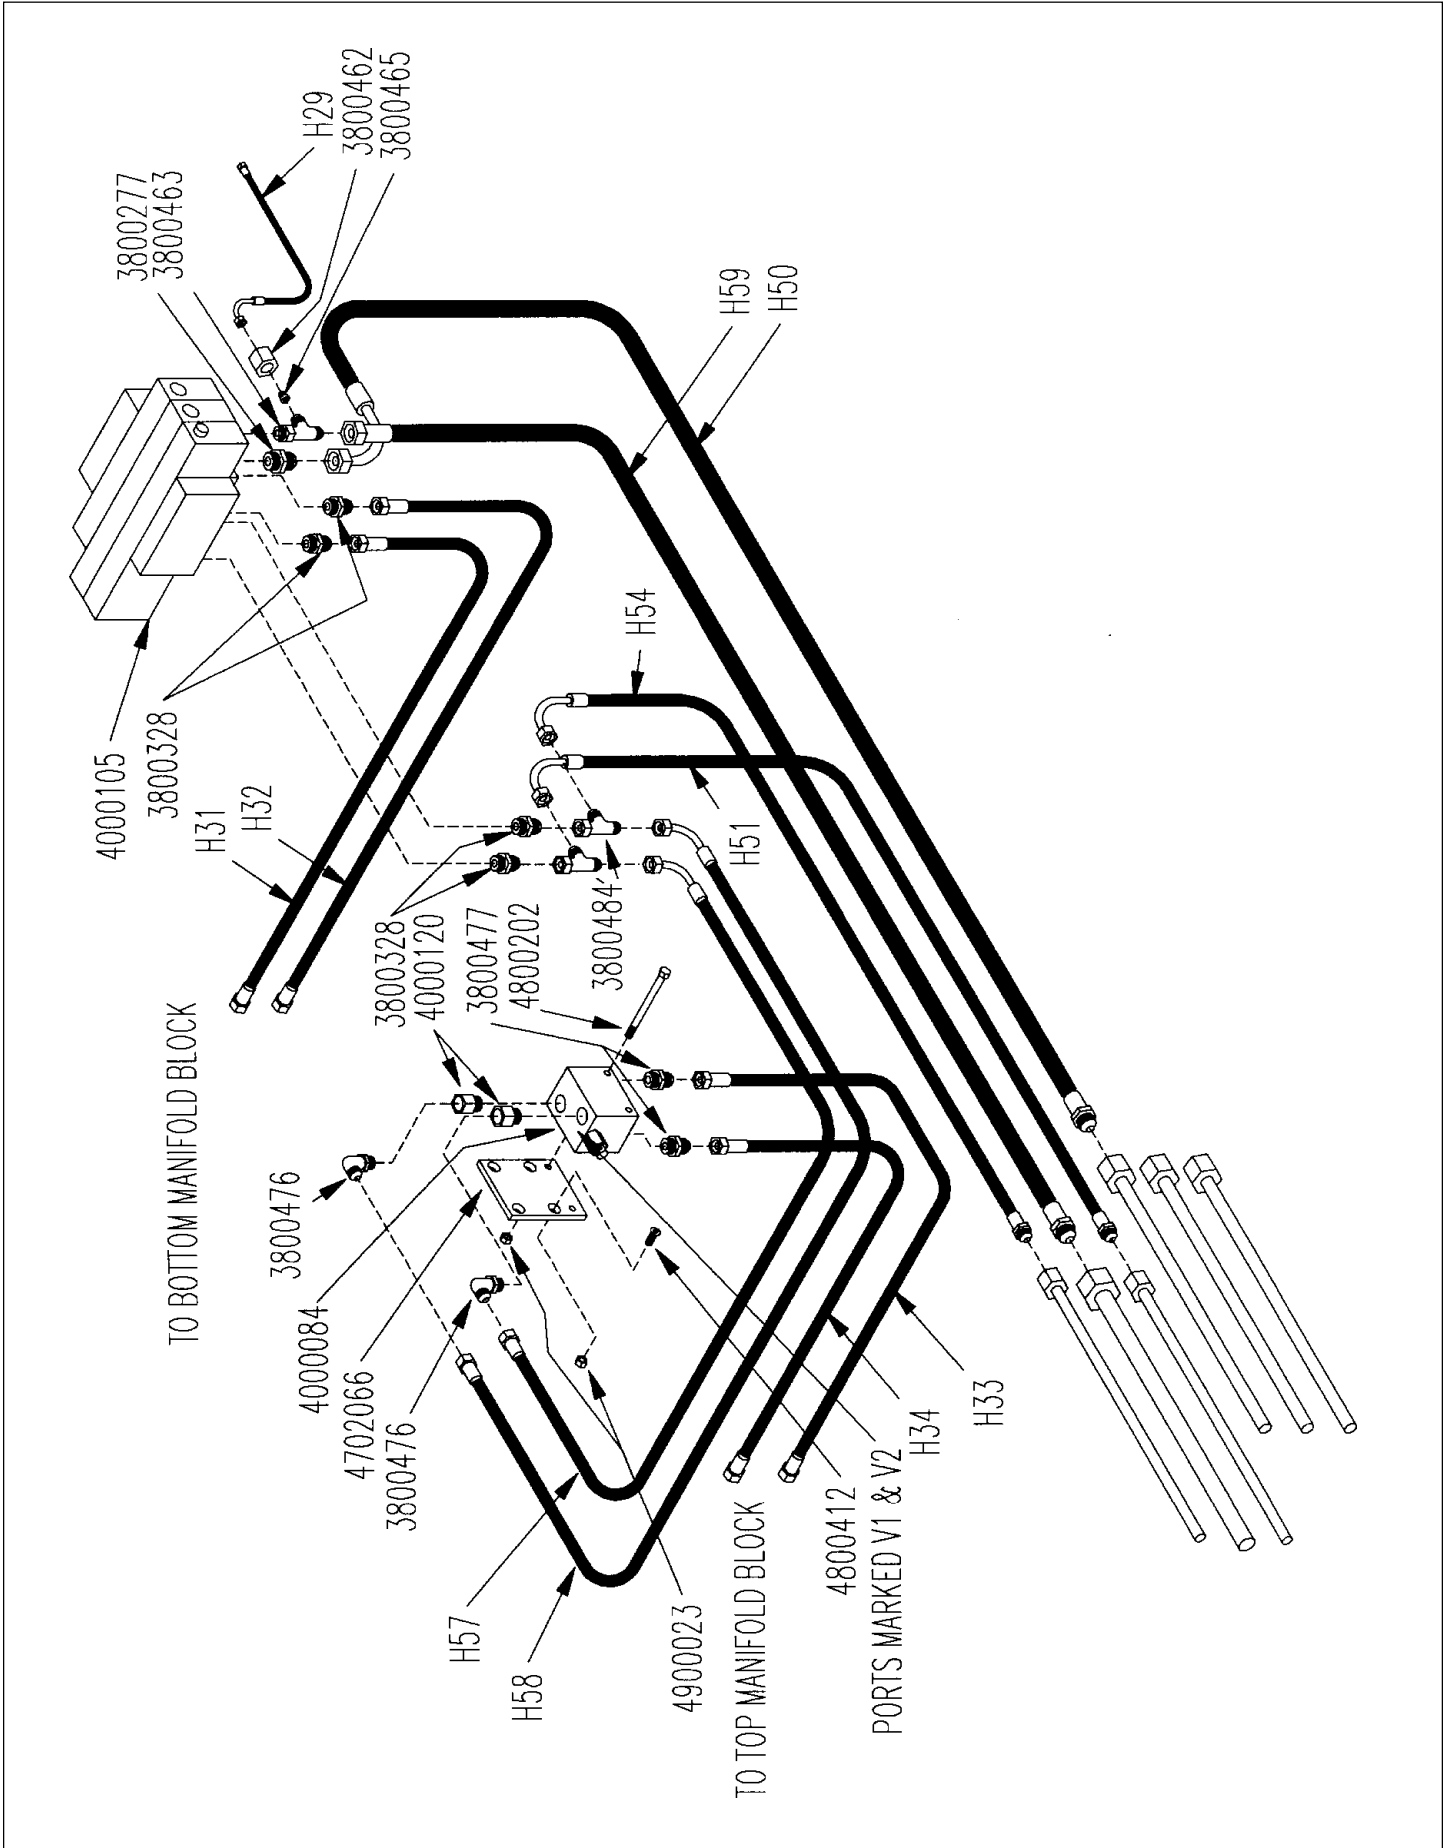 H29
3800462
3800465
3800277
3800463
H59
H50
4000105
3800328
H31
H32
H54
H51
TO BOTTOM MANIFOLD BLOCK
3800328
4000120
3800477
4800202
3800484
3800476
4000084
4702066
3800476
H57
H58
4900023
TO TOP MANIFOLD BLOCK
4800412
PORTS MARKED V1 & V2
H34
H33